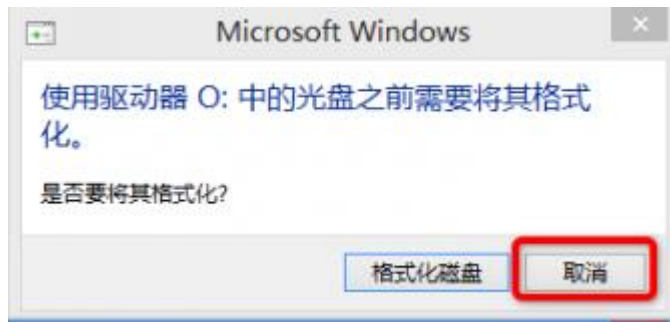 Microsoft Windows
使用驱动器 O: 中的光盘之前需要将其格式
化。
是否要将其格式化?
格式化磁盘
取消